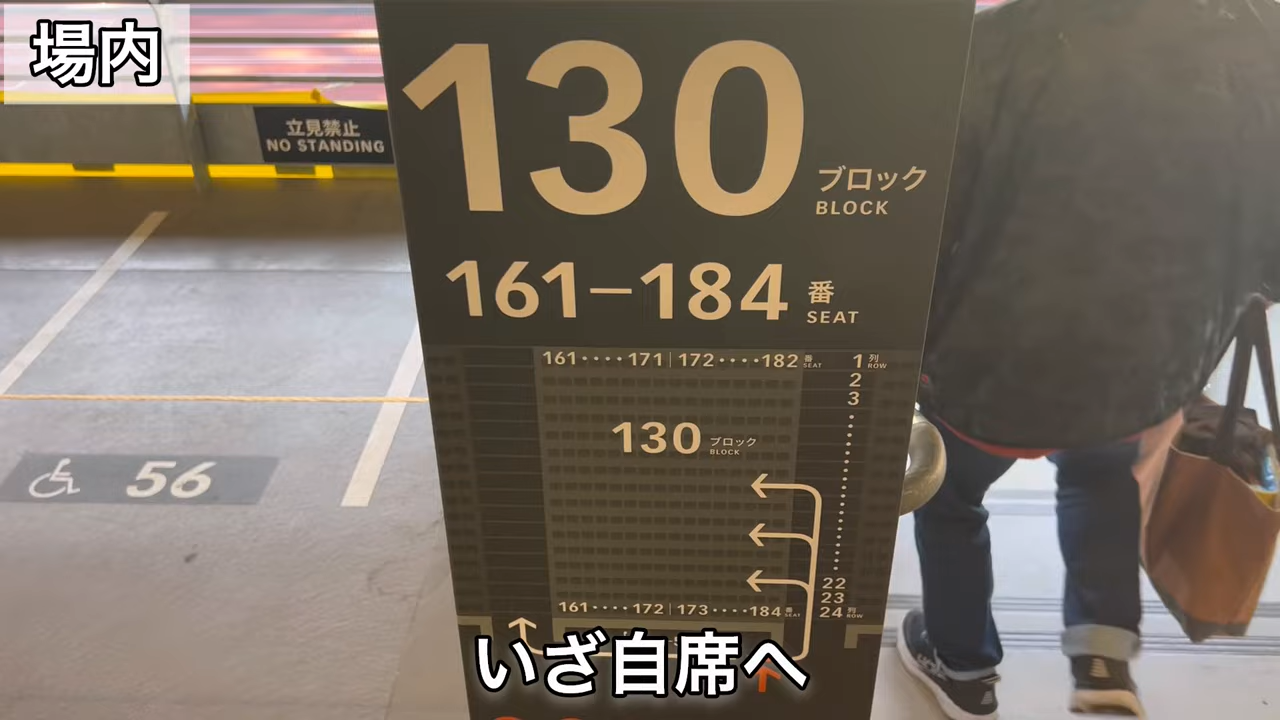 場内
立見禁止
NO STANDING
130 ブロック
BLOCK
161-184 番
SEAT
161····171|172····182 番 SEAT 1 列 ROW
2
3
130 ブロック
BLOCK
22
23
161····172|173····184 番 SEAT 24 列 ROW
56
いざ自席へ